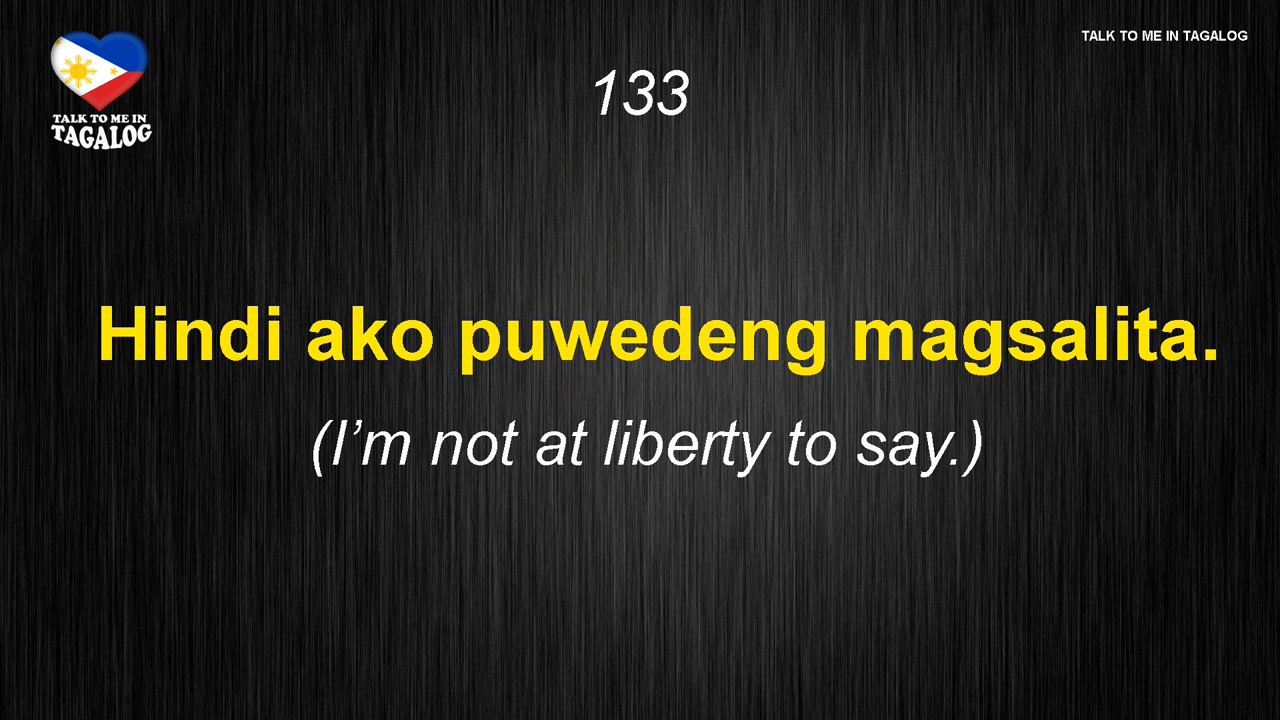 TALK TO ME IN
TAGALOG
TALK TO ME IN TAGALOG
133
Hindi ako puwedeng magsalita.
(I’m not at liberty to say.)